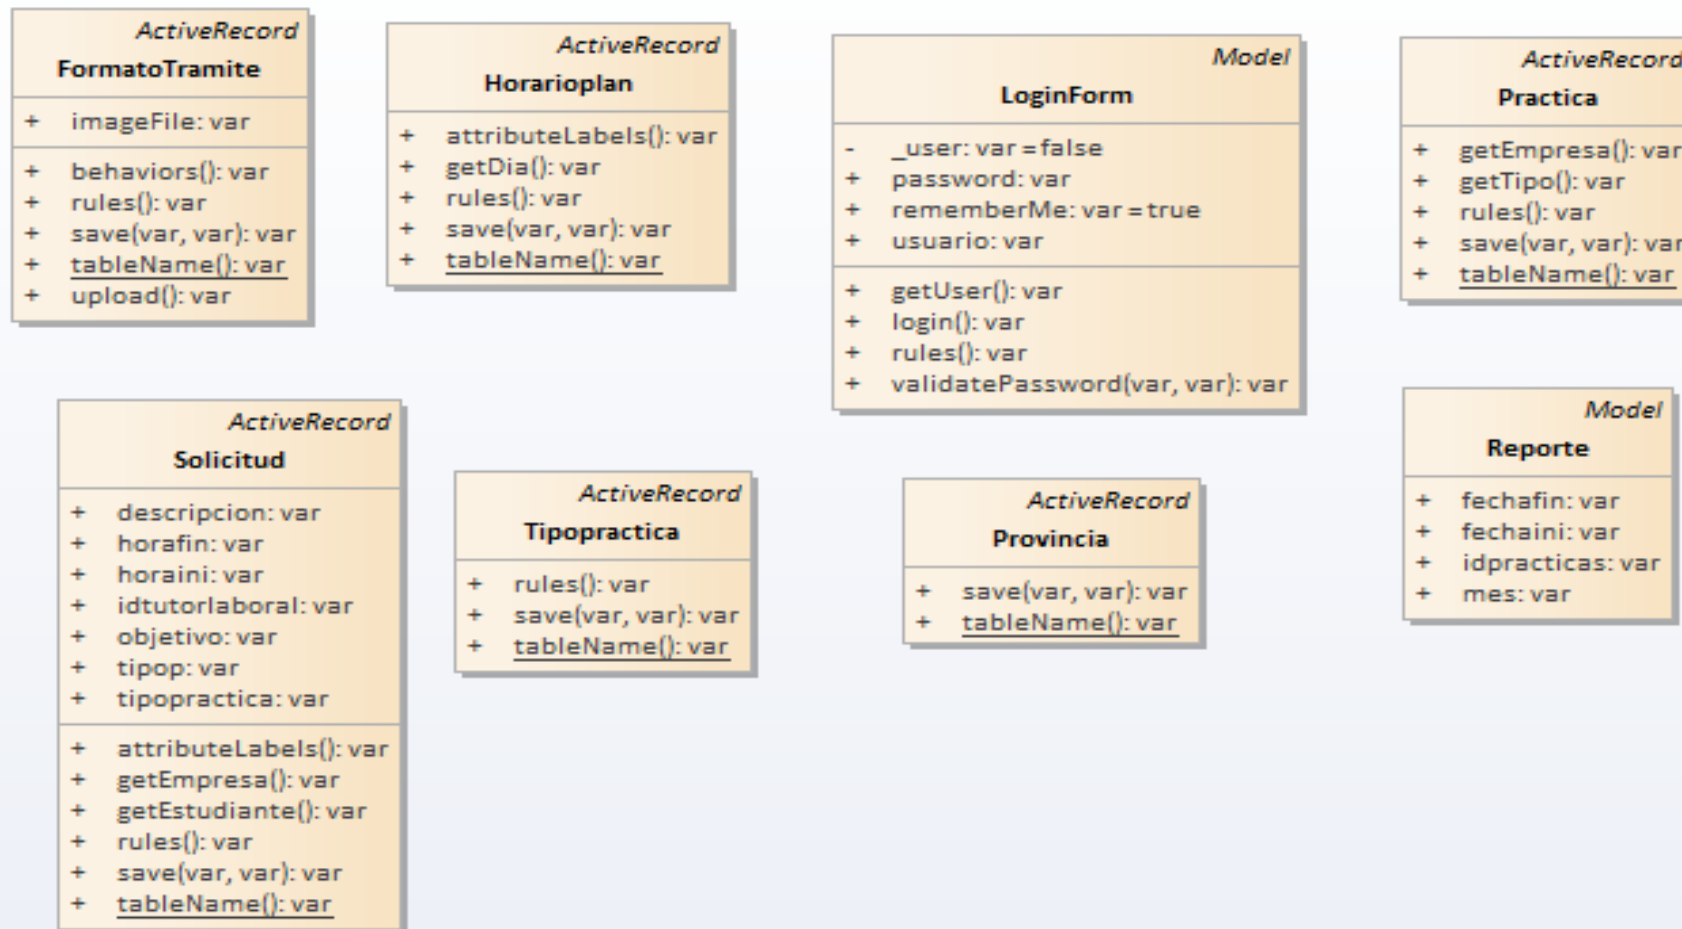 ActiveRecord
FormatoTramite
+ imageFile: var
+ behaviors(): var
+ rules(): var
+ save(var, var): var
+ tableName(): var
+ upload(): var
ActiveRecord
Horarioplan
+ attributeLabels(): var
+ getDia(): var
+ rules(): var
+ save(var, var): var
+ tableName(): var
Model
LoginForm
- _user: var = false
+ password: var
+ rememberMe: var = true
+ usuario: var
+ getUser(): var
+ login(): var
+ rules(): var
+ validatePassword(var, var): var
ActiveRecord
Practica
+ getEmpresa(): var
+ getTipo(): var
+ rules(): var
+ save(var, var): var
+ tableName(): var
ActiveRecord
Solicitud
+ descripcion: var
+ horafin: var
+ horaini: var
+ idtutorlaboral: var
+ objetivo: var
+ tipop: var
+ tipopractica: var
+ attributeLabels(): var
+ getEmpresa(): var
+ getEstudiante(): var
+ rules(): var
+ save(var, var): var
+ tableName(): var
ActiveRecord
Tipopractica
+ rules(): var
+ save(var, var): var
+ tableName(): var
ActiveRecord
Provincia
+ save(var, var): var
+ tableName(): var
Model
Reporte
+ fechafin: var
+ fechaini: var
+ idpracticas: var
+ mes: var